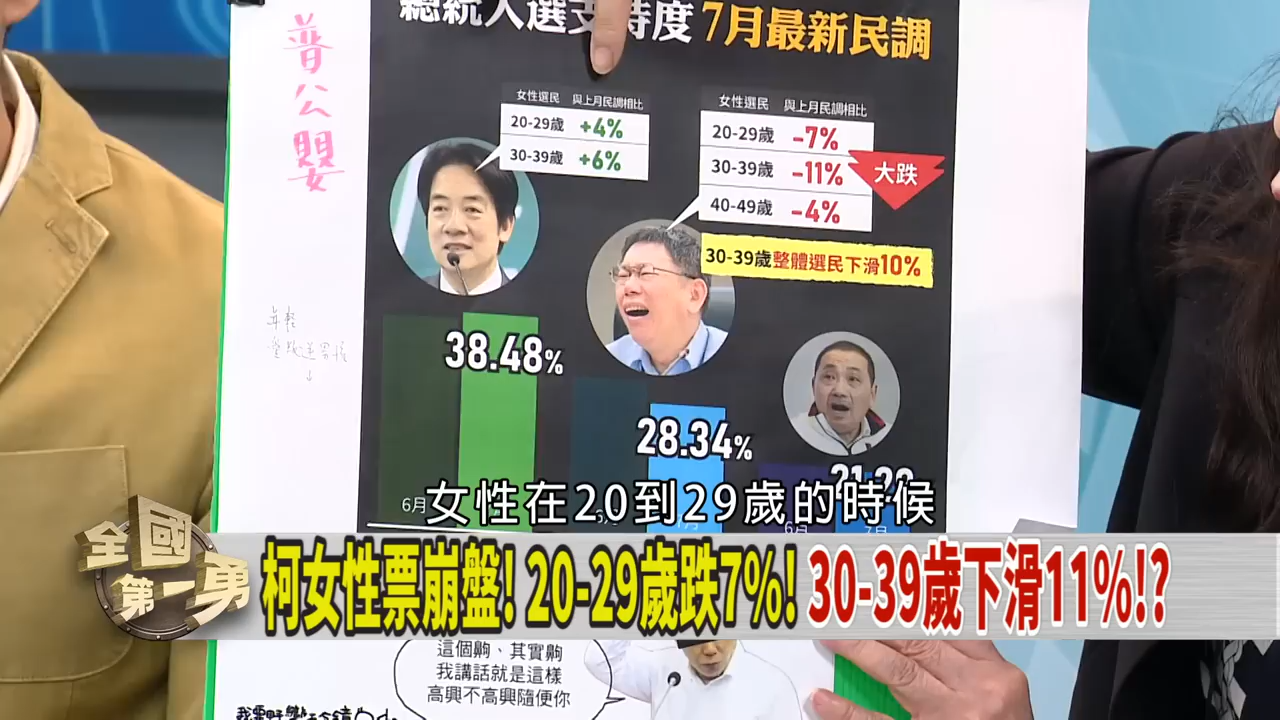 總統人選支持度 7月最新民調
普公嬰
女性選民 與上月民調相比
20-29歲 +4%
30-39歲 +6%
女性選民 與上月民調相比
20-29歲 -7%
30-39歲 -11%
40-49歲 -4%
大跌
30-39歲整體選民下滑10%
38.48%
28.34%
6月
6月
7月
女性在20到29歲的時候
全國第一勇
柯女性票崩盤! 20-29歲跌7%! 30-39歲下滑11%!?
這個齁、其實齁
我講話就是這樣
高興不高興隨便你